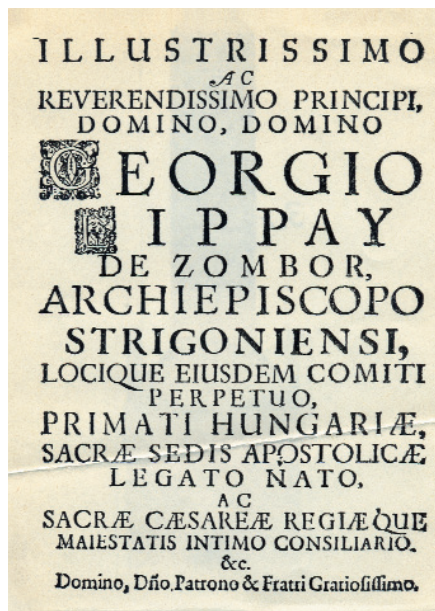 ILLUSTRISSIMO
AC
REVERENDISSIMO PRINCIPI,
DOMINO, DOMINO
GEORGIO
LIPPAY
DE ZOMBOR,
ARCHIEPISCOPO
STRIGONIENSI,
LOCIQUE EIUSDEM COMITI
PERPETUO,
PRIMATI HUNGARIÆ,
SACRÆ SEDIS APOSTOLICÆ
LEGATO NATO,
AC
SACRÆ CÆSAREÆ REGIÆQUE
MAIESTATIS INTIMO CONSILIARIO.
&c.
Domino, Dño, Patrono & Fratri Gratiosissimo.